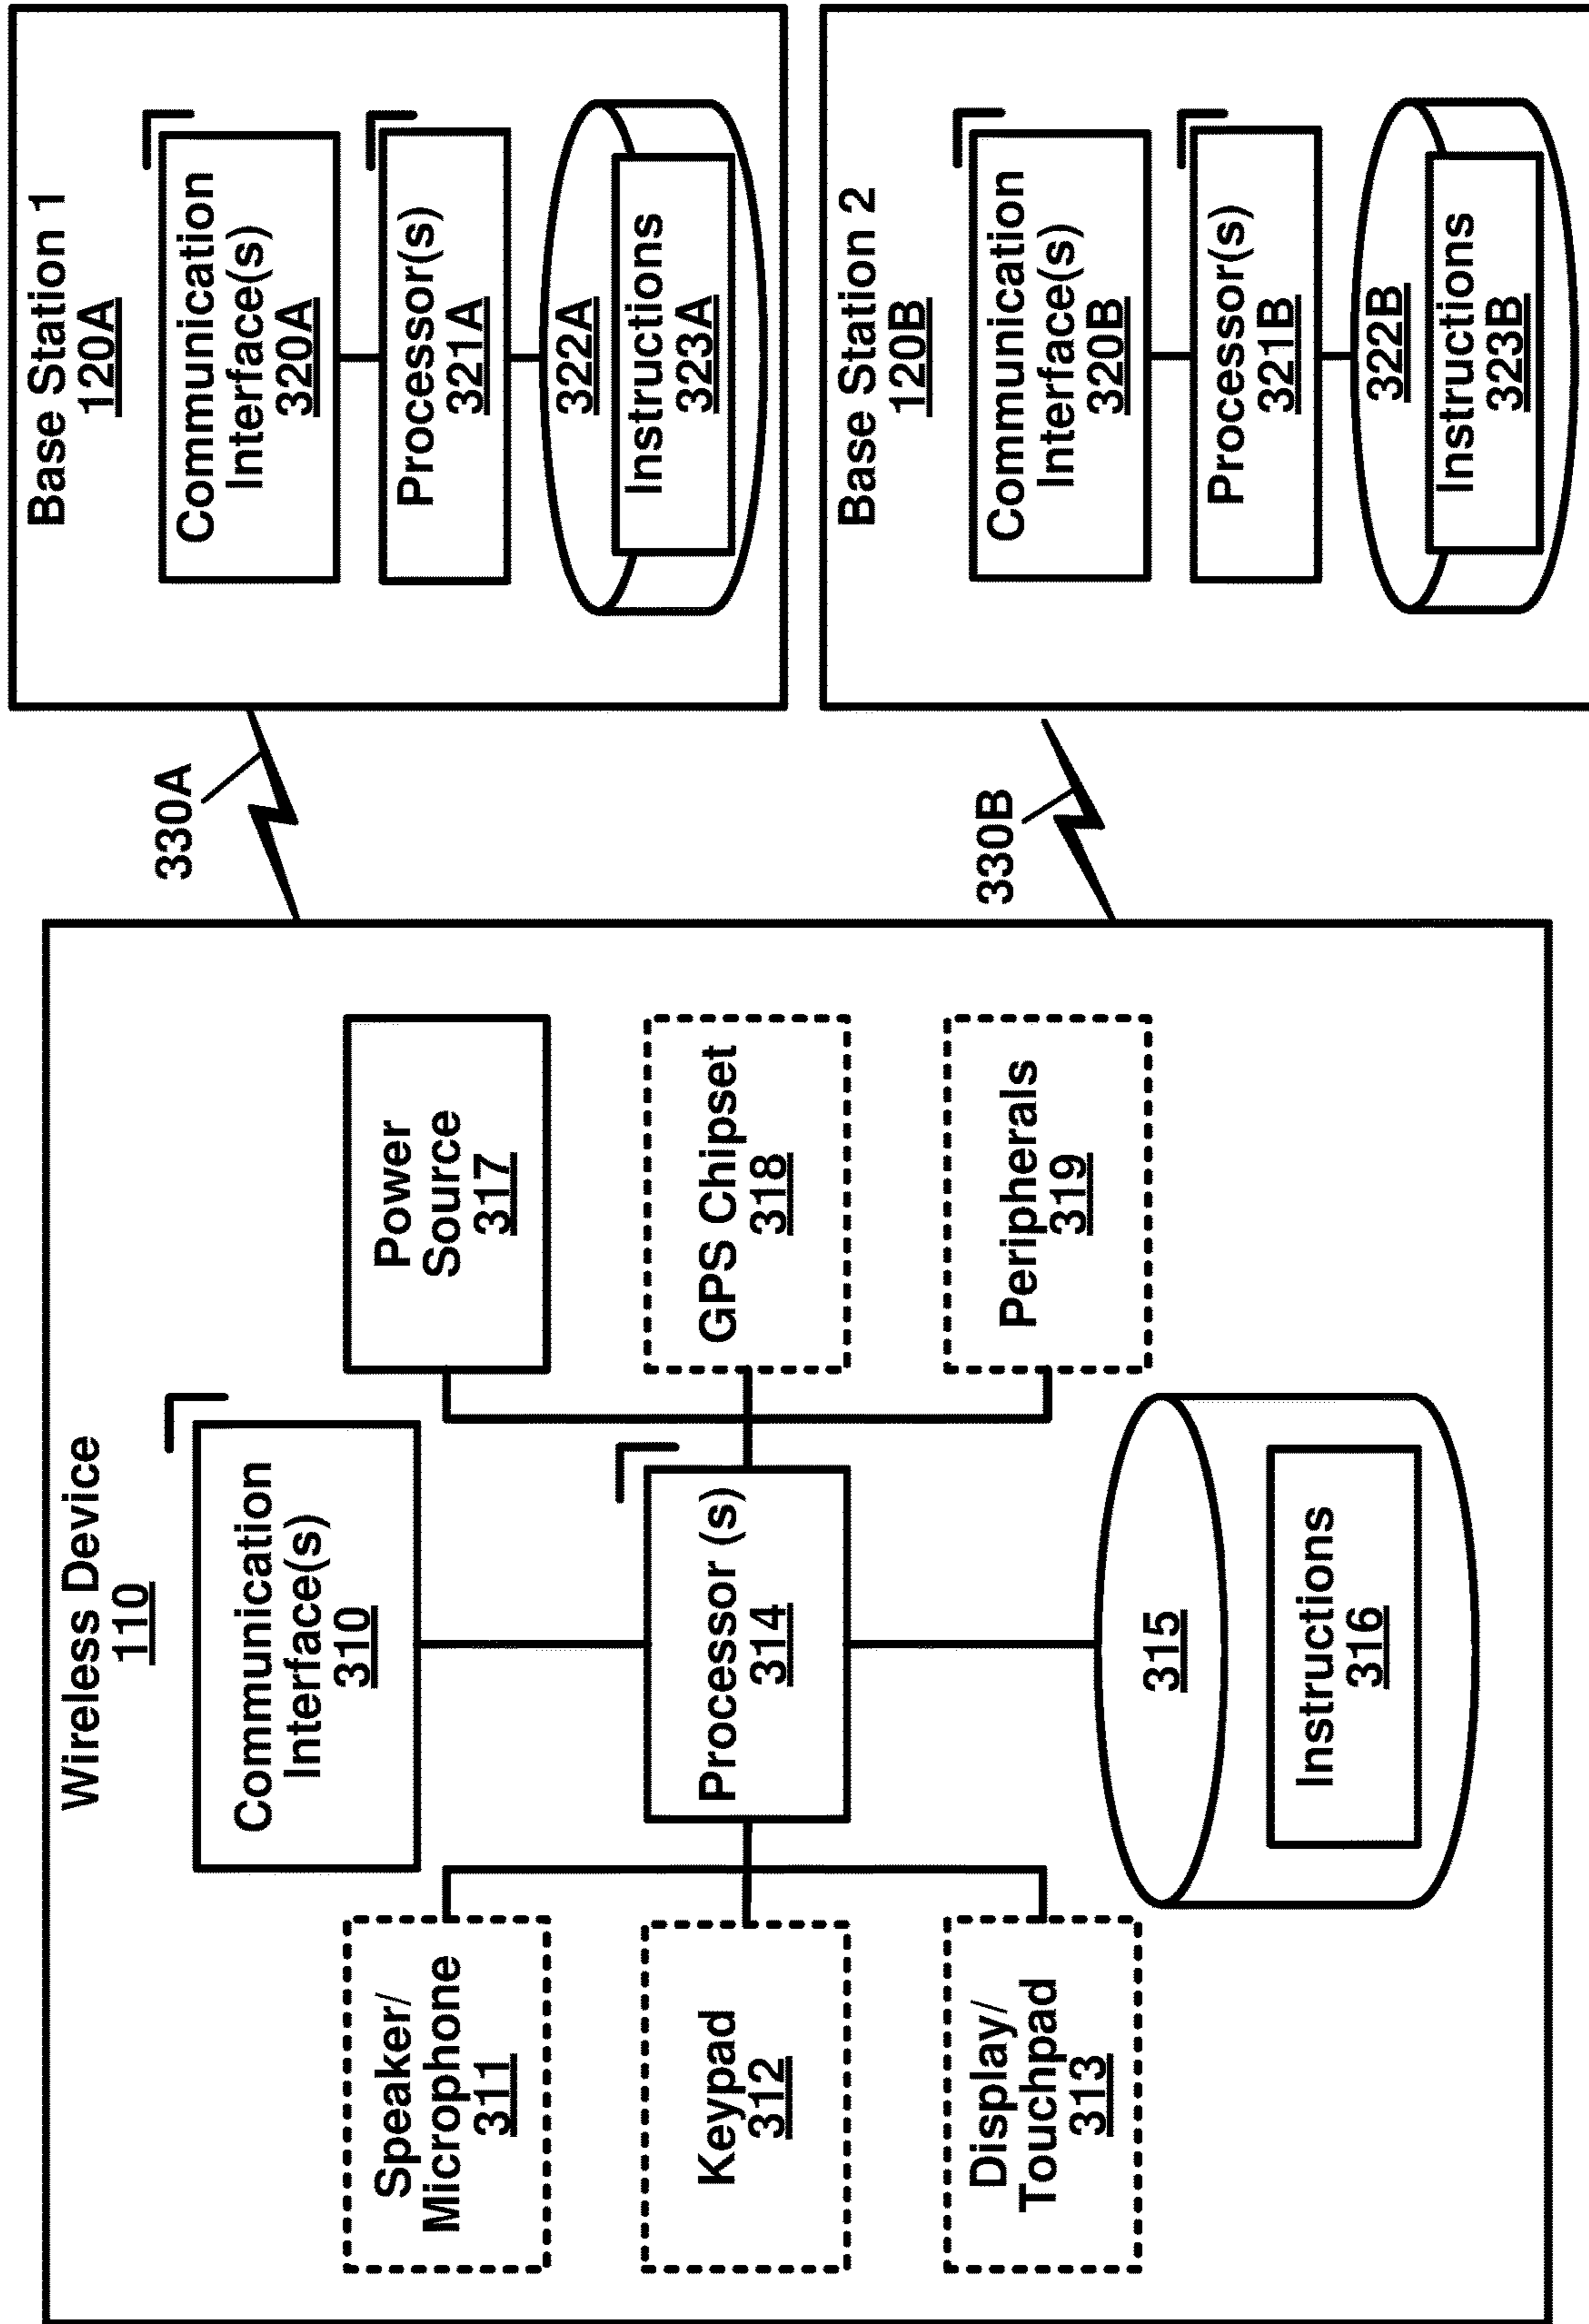 Wireless Device
110
Communication
Interface(s)
310
Speaker/
Microphone
311
Power
Source
317
Keypad
312
Processor (s)
314
GPS Chipset
318
Display/
Touchpad
313
Peripherals
319
315
Instructions
316
330A
330B
Base Station 1
120A
Communication
Interface(s)
320A
Processor(s)
321A
322A
Instructions
323A
Base Station 2
120B
Communication
Interface(s)
320B
Processor(s)
321B
322B
Instructions
323B